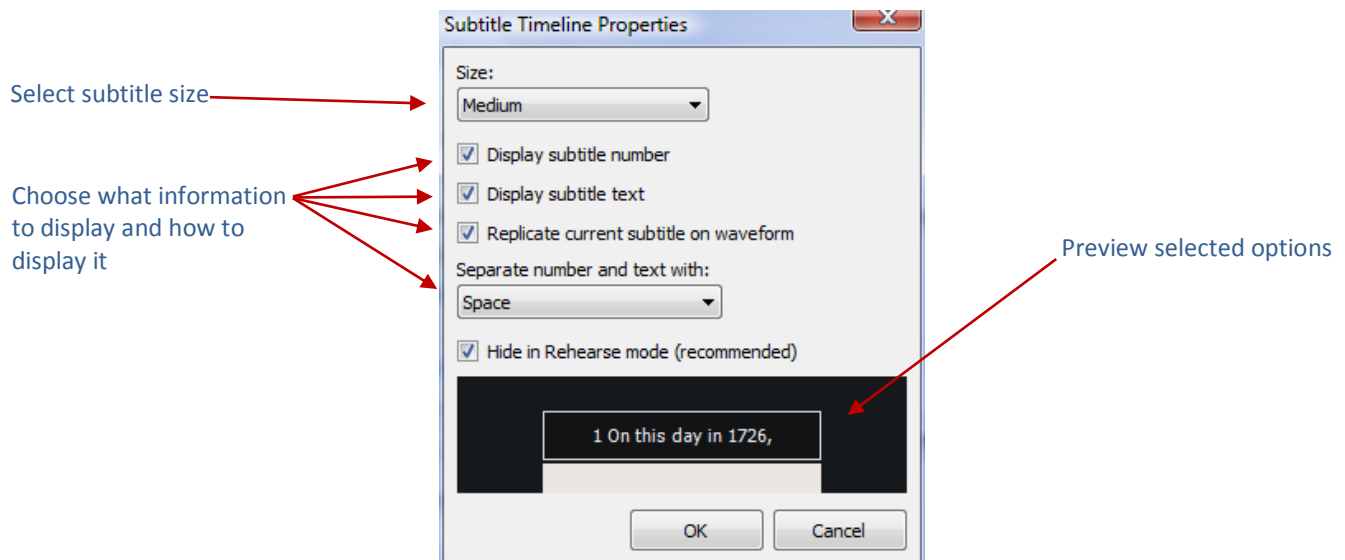 Subtitle Timeline Properties
Size:
Select subtitle size
Medium
Display subtitle number
Choose what information
to display and how to
display it
Display subtitle text
Replicate current subtitle on waveform
Preview selected options
Separate number and text with:
Space
Hide in Rehearse mode (recommended)
1 On this day in 1726,
OK
Cancel